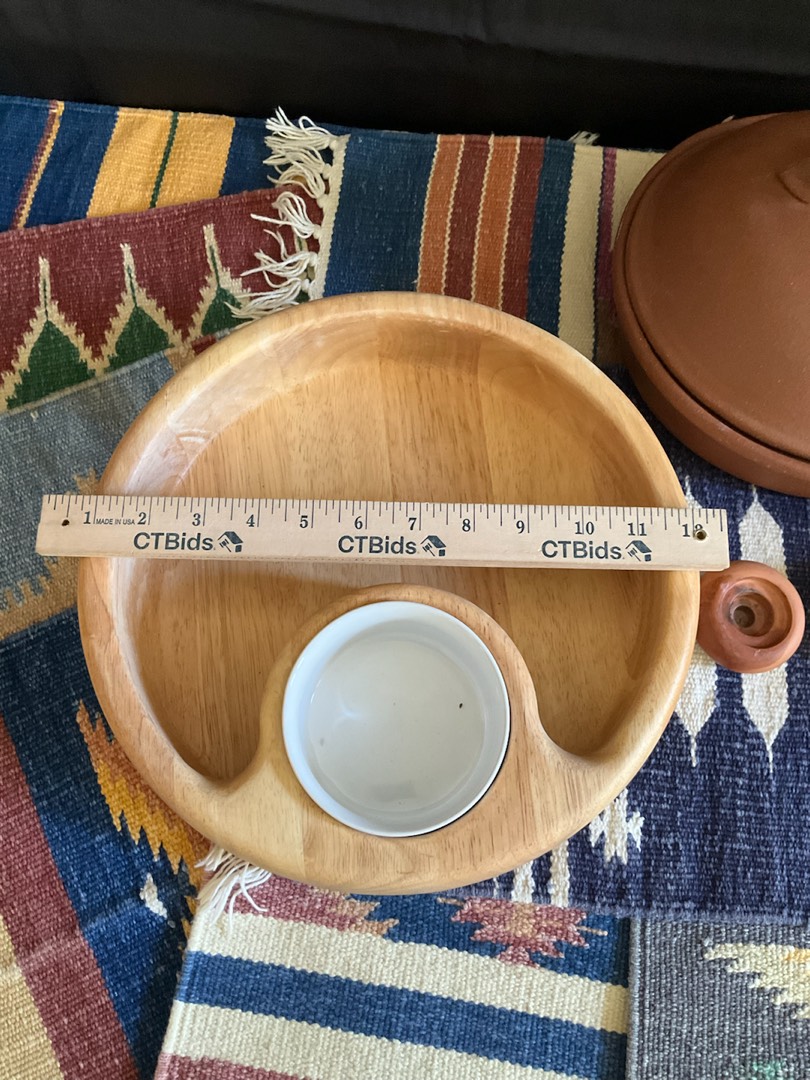 1 MADE IN USA 2 3 4 5 6 7 8 9 10 11 12
CTBids CTBids CTBids